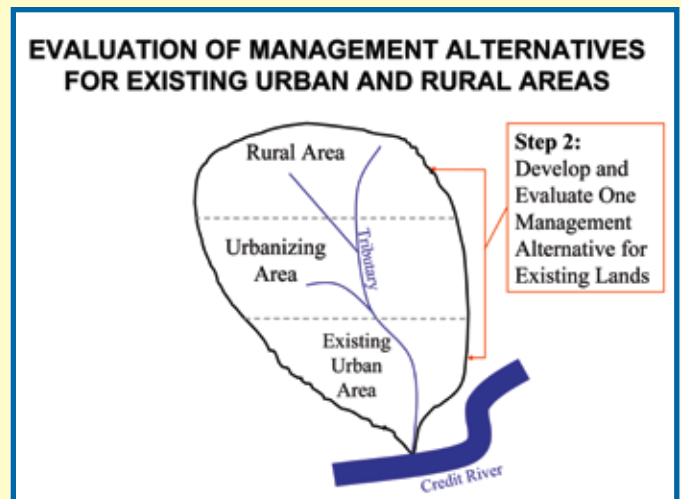 EVALUATION OF MANAGEMENT ALTERNATIVES
FOR EXISTING URBAN AND RURAL AREAS
Rural Area
Step 2:
Develop and
Evaluate One
Management
Alternative for
Existing Lands
Tributary
Urbanizing
Area
Existing
Urban
Area
Credit River